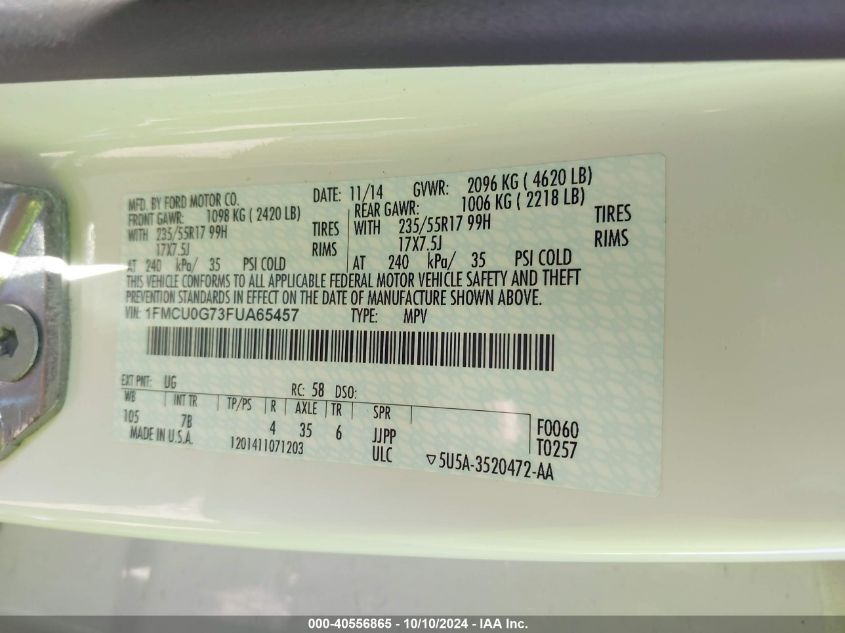 MFD. BY FORD MOTOR CO. DATE: 11/14 GVWR: 2096 KG ( 4620 LB)
FRONT GAWR: 1098 KG (2420 LB) REAR GAWR: 1006 KG ( 2218 LB)
WITH 235/55R17 99H TIRES WITH 235/55R17 99H TIRES
17X7.5J RIMS 17X7.5J RIMS
AT 240 kPa/ 35 PSI COLD AT 240 kPa/ 35 PSI COLD
THIS VEHICLE CONFORMS TO ALL APPLICABLE FEDERAL MOTOR VEHICLE SAFETY AND THEFT
PREVENTION STANDARDS IN EFFECT ON THE DATE OF MANUFACTURE SHOWN ABOVE.
VIN: 1FMCU0G73FUA65457 TYPE: MPV
EXT PNT: UG RC: 58 DSO:
WB INT TR TP/PS R AXLE TR SPR
105 7B 4 35 6 JJPP F0060
MADE IN U.S.A. 1201411071203 ULC T0257
▽5U5A-3520472-AA
000-40556865 - 10/10/2024 - IAA Inc.